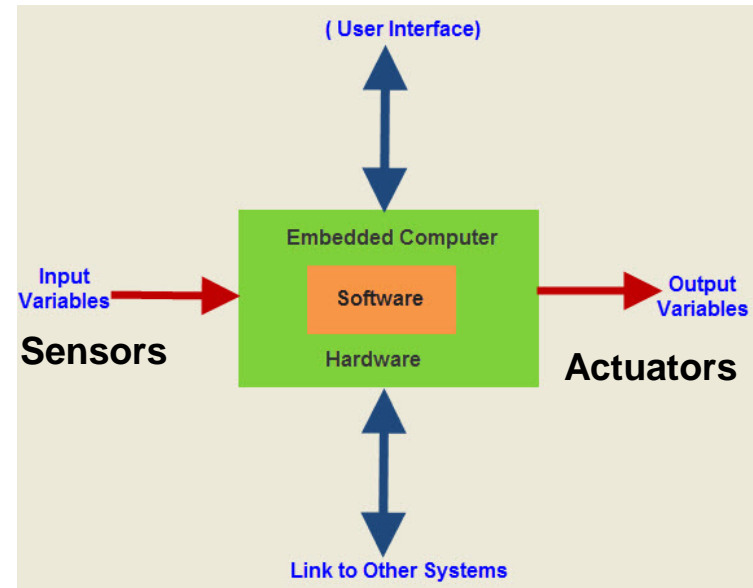 ( User Interface)
Embedded Computer
Input
Variables
Software
Output
Variables
Sensors
Hardware
Actuators
Link to Other Systems